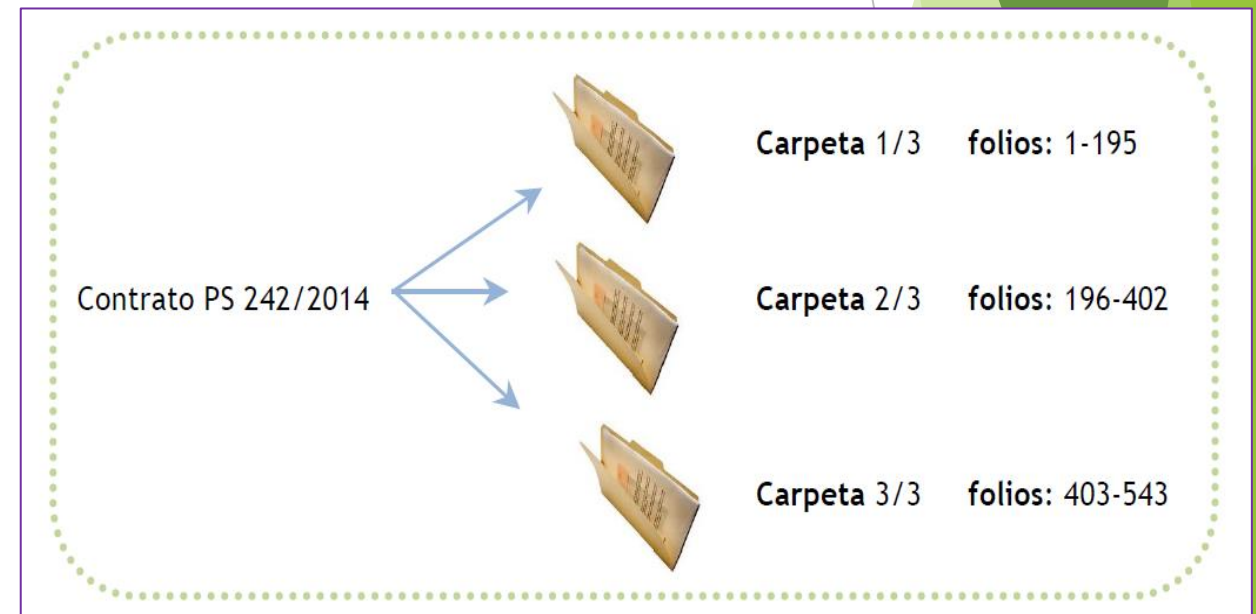 Carpeta 1/3 folios: 1-195
Contrato PS 242/2014
Carpeta 2/3 folios: 196-402
Carpeta 3/3 folios: 403-543